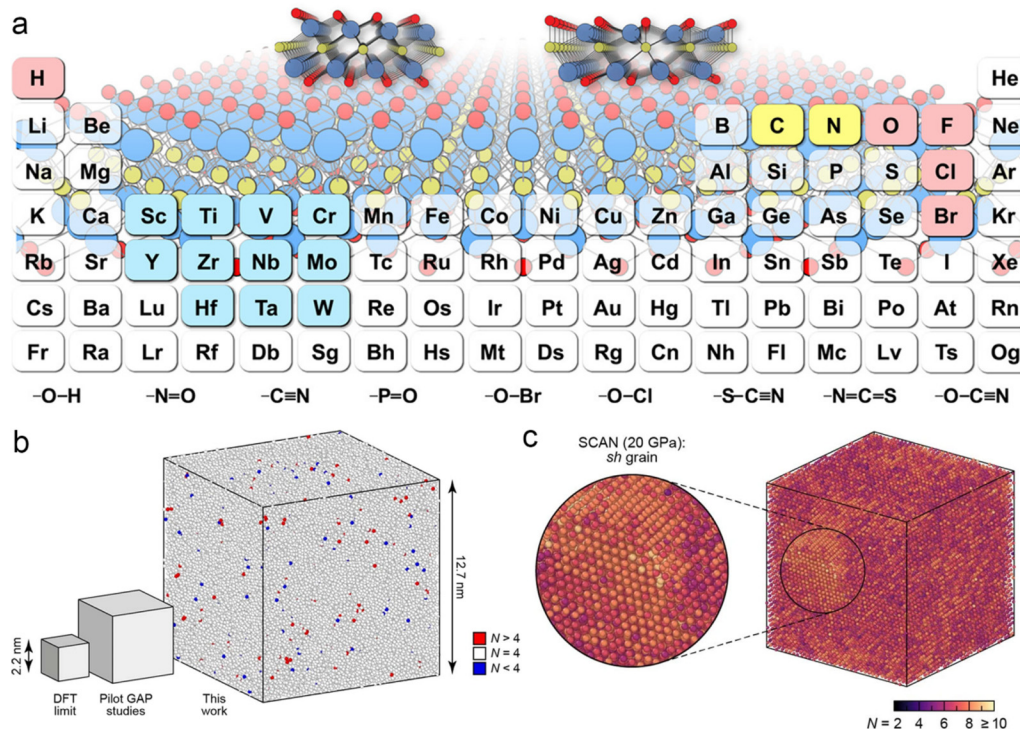 a
H He
Li Be B C N O F Ne
Na Mg Al Si P S Cl Ar
K Ca Sc Ti V Cr Mn Fe Co Ni Cu Zn Ga Ge As Se Br Kr
Rb Sr Y Zr Nb Mo Tc Ru Rh Pd Ag Cd In Sn Sb Te I Xe
Cs Ba Lu Hf Ta W Re Os Ir Pt Au Hg Tl Pb Bi Po At Rn
Fr Ra Lr Rf Db Sg Bh Hs Mt Ds Rg Cn Nh Fl Mc Lv Ts Og
–O–H –N=O –C≡N –P=O –O–Br –O–Cl –S–C≡N –N=C=S –O–C≡N
b
12.7 nm
2.2 nm
DFT
limit
Pilot GAP
studies
This
work
N > 4
N = 4
N < 4
c
SCAN (20 GPa):
sh grain
N = 2 4 6 8 ≥ 10